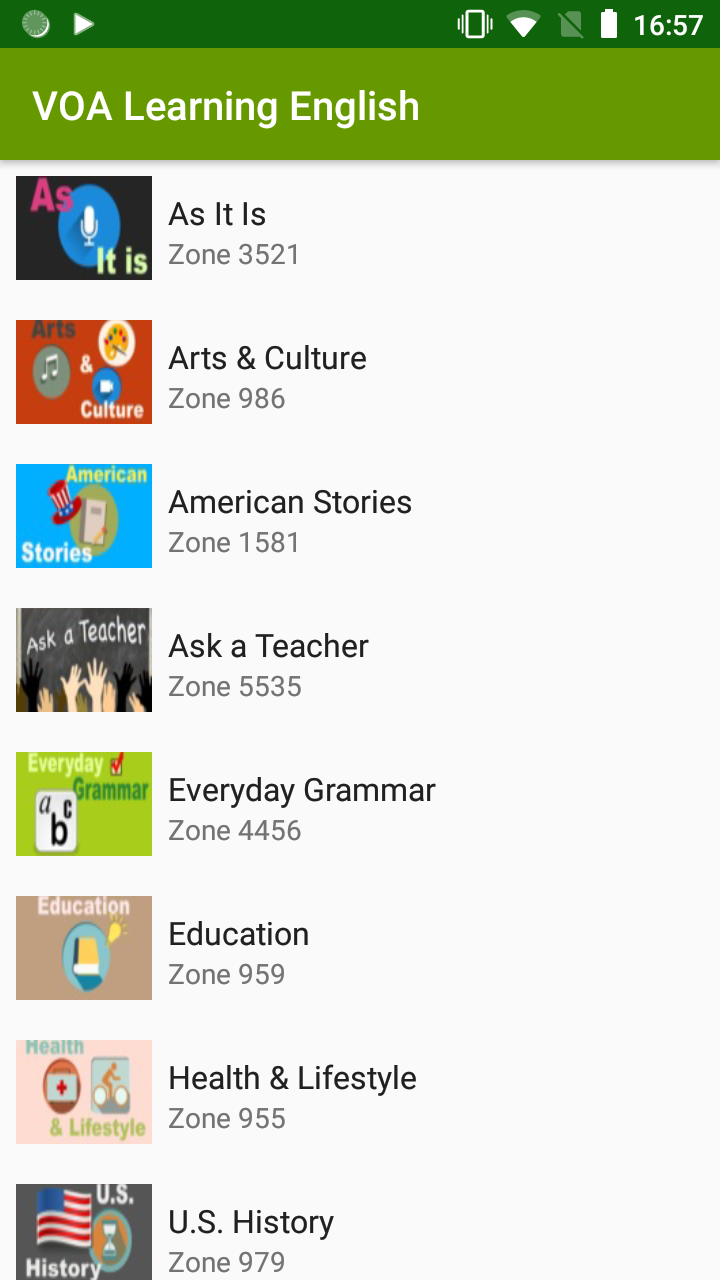 16:57
VOA Learning English
As
It is
As It Is
Zone 3521
Arts
&
Culture
Arts & Culture
Zone 986
American
Stories
American Stories
Zone 1581
Ask a Teacher
Ask a Teacher
Zone 5535
Everyday
Grammar
a
c
b
Everyday Grammar
Zone 4456
Education
Education
Zone 959
Health
& Lifestyle
Health & Lifestyle
Zone 955
U.S.
History
U.S. History
Zone 979